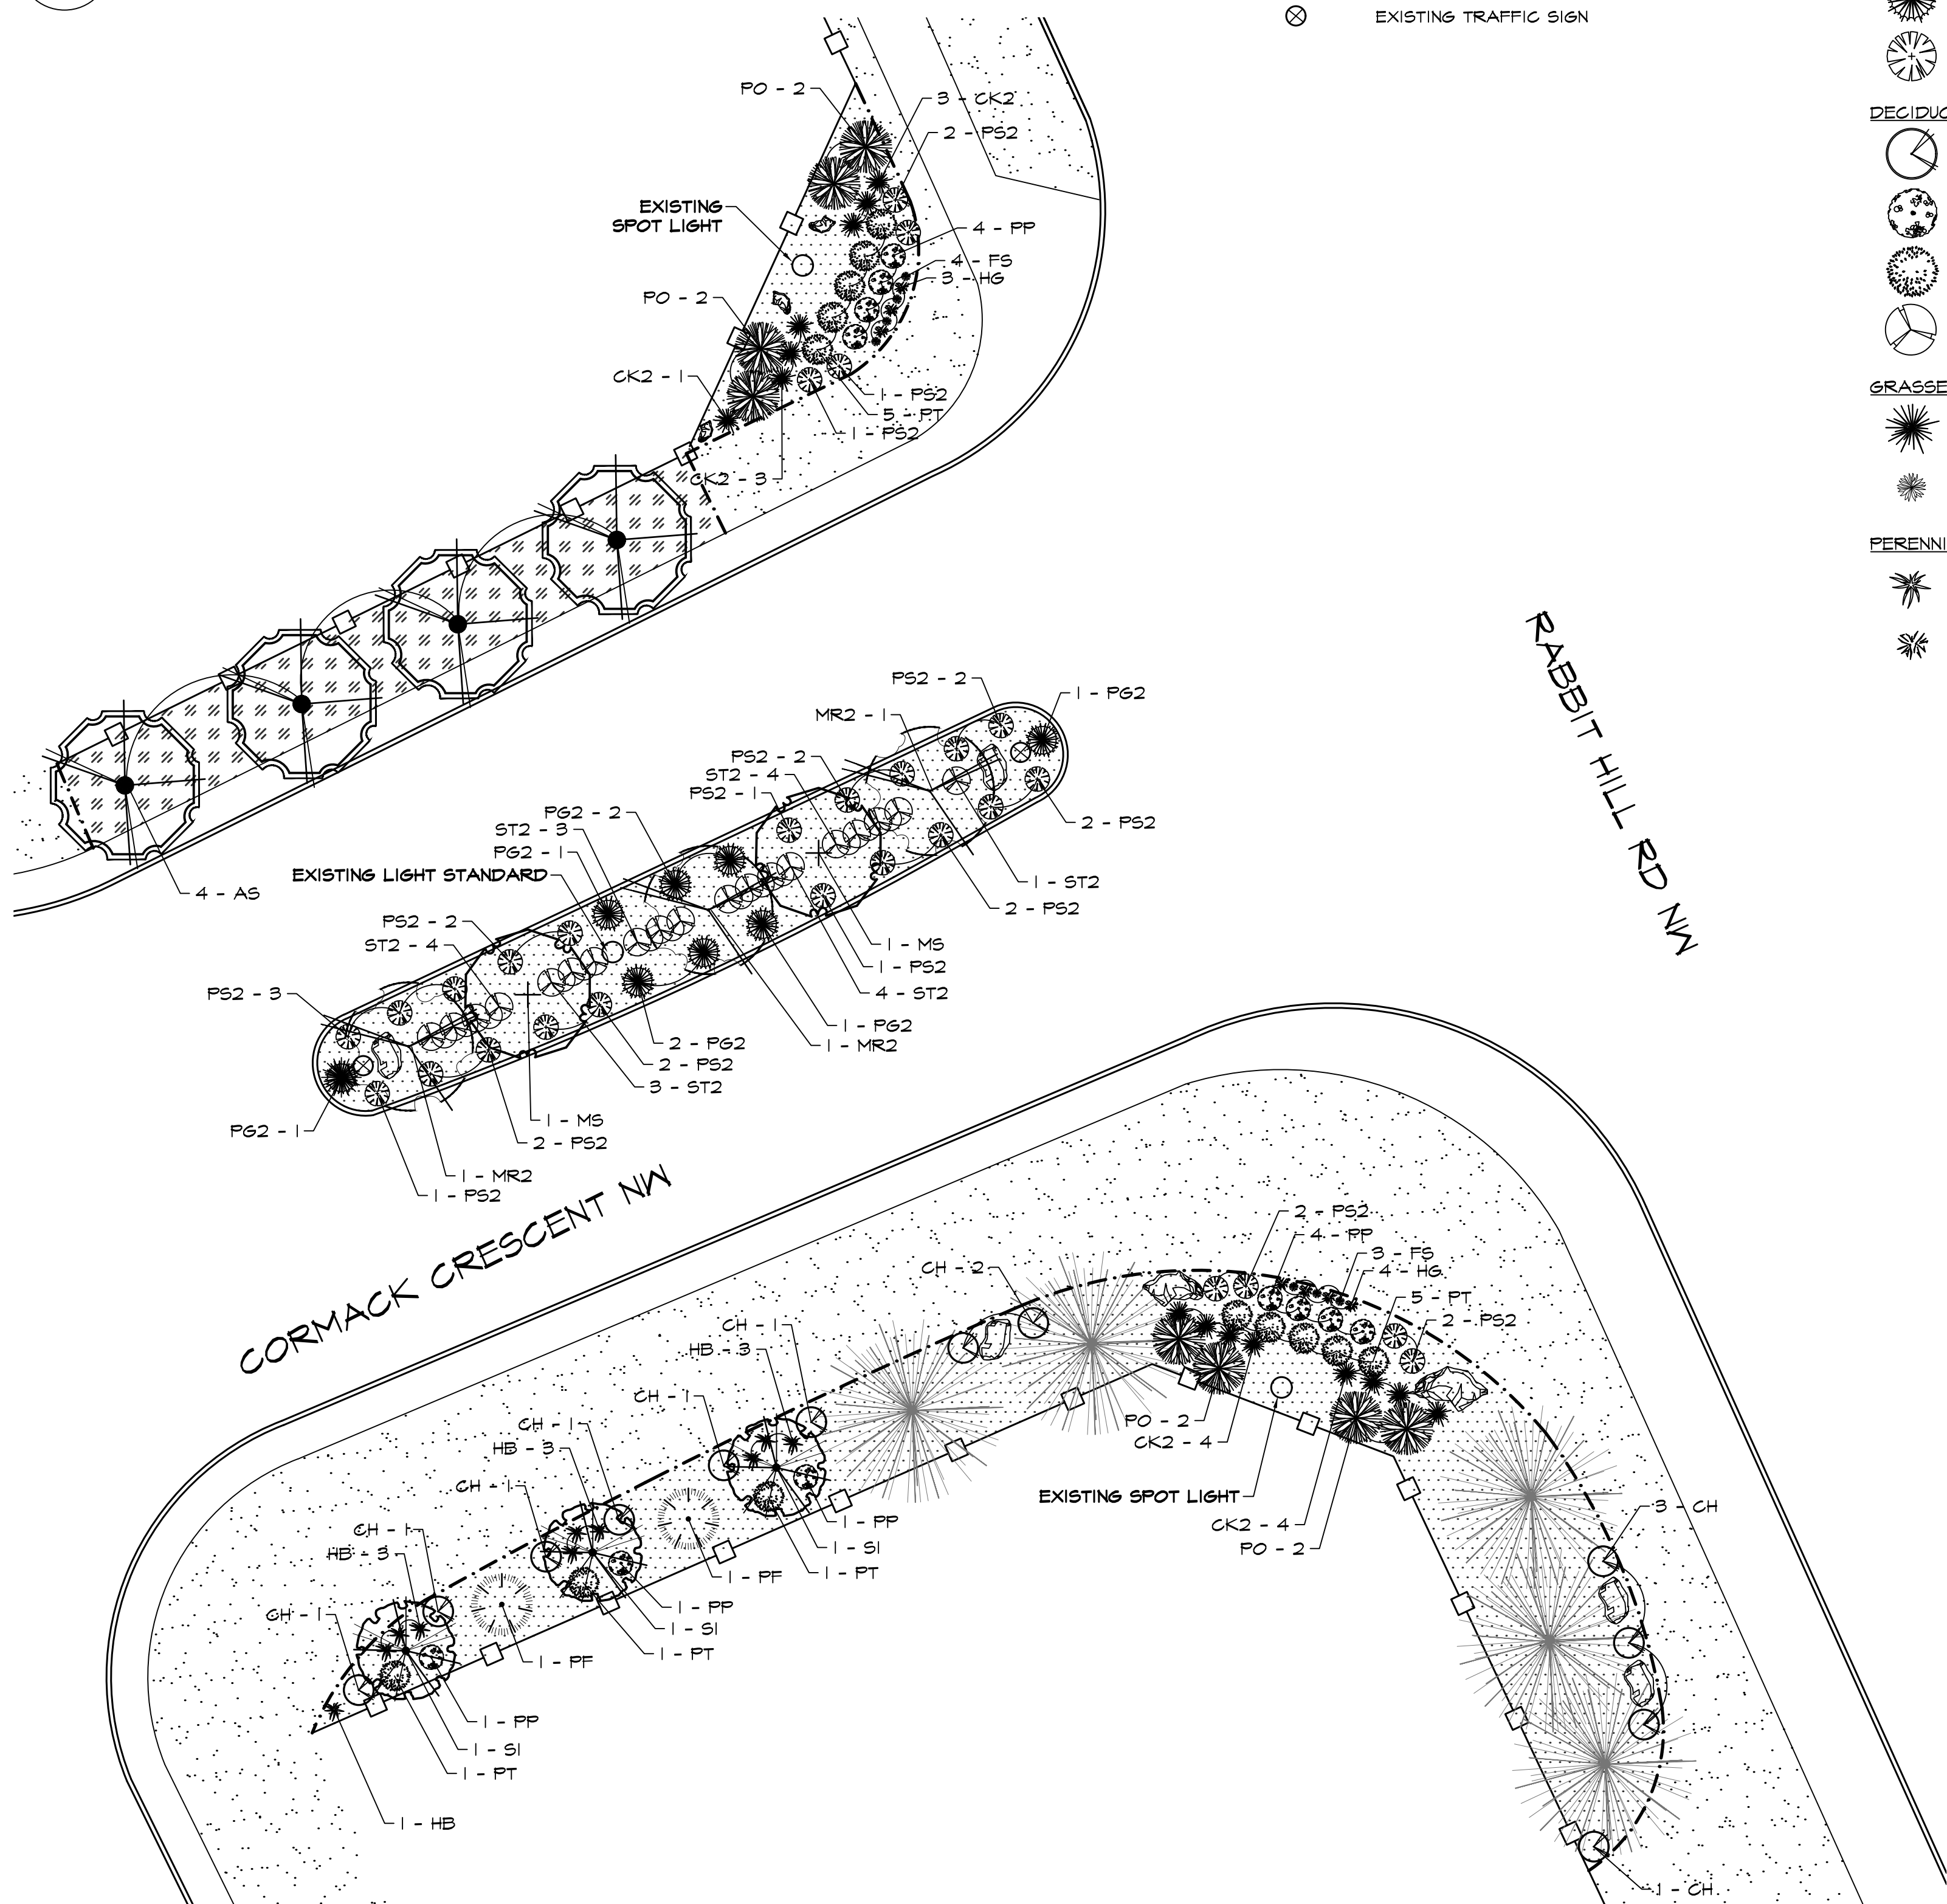 EXISTING TRAFFIC SIGN
PO - 2
3 - CK2
2 - PS2
EXISTING
SPOT LIGHT
4 - PP
4 - FS
3 - HG
PO - 2
CK2 - 1
1 - PS2
5 - PT
1 - PS2
CK2 - 3
4 - AS
PS2 - 2
1 - PG2
MR2 - 1
PS2 - 2
ST2 - 4
PS2 - 1
PG2 - 2
ST2 - 3
PG2 - 1
EXISTING LIGHT STANDARD
PS2 - 2
ST2 - 4
PS2 - 3
2 - PS2
1 - ST2
2 - PS2
1 - MS
1 - PS2
4 - ST2
1 - PG2
1 - MR2
2 - PG2
2 - PS2
3 - ST2
1 - MS
2 - PS2
PG2 - 1
1 - MR2
1 - PS2
RABBIT HILL RD NW
CORMACK CRESCENT NW
2 - PS2
4 - PP
3 - FS
4 - HG
5 - PT
2 - PS2
CH - 2
CH - 1
HB - 3
CH - 1
CH - 1
HB - 3
CH - 1
CH - 1
HB - 3
CH - 1
PO - 2
CK2 - 4
EXISTING SPOT LIGHT
CK2 - 4
PO - 2
3 - CH
1 - PP
1 - SI
1 - PT
1 - PF
1 - PP
1 - SI
1 - PT
1 - PF
1 - PP
1 - SI
1 - PT
1 - HB
1 - CH
DECIDUO
GRASSE
PERENNI